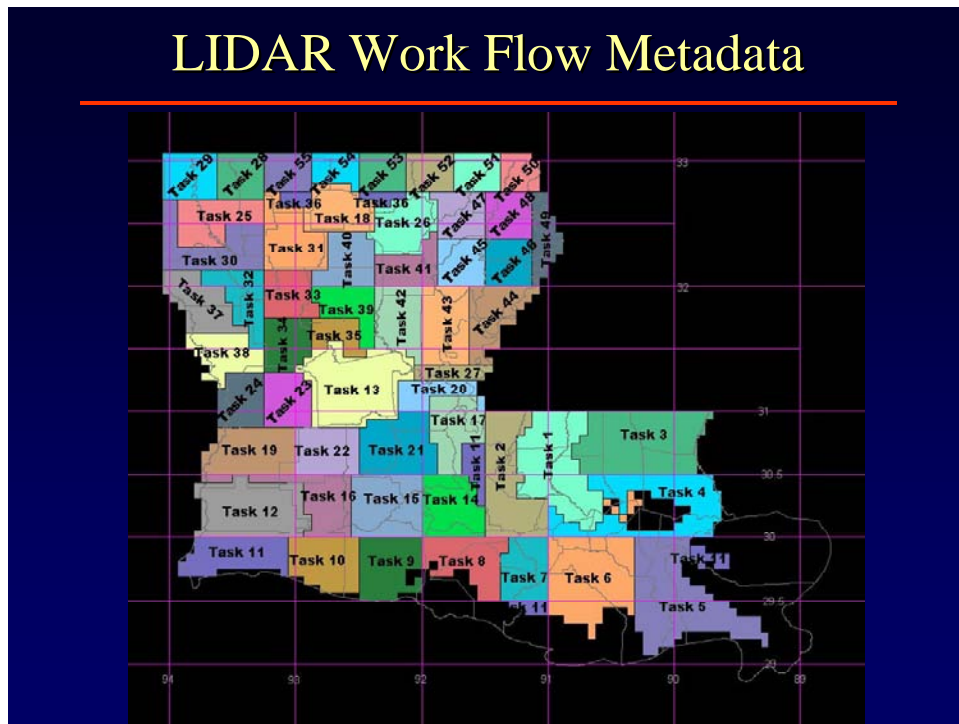 LIDAR Work Flow Metadata
Task 29
Task 28
Task 55
Task 54
Task 53
Task 52
Task 51
Task 50
33
Task 25
Task 36
Task 18
Task 36
Task 26
Task 47
Task 48
Task 49
Task 30
Task 31
Task 40
Task 41
Task 45
Task 46
Task 37
Task 32
Task 33
Task 39
Task 42
Task 43
Task 44
32
Task 38
Task 34
Task 35
Task 27
Task 24
Task 23
Task 13
Task 20
31
Task 19
Task 22
Task 21
Task 17
Task 11
Task 2
Task 1
Task 3
30.5
Task 12
Task 16
Task 15
Task 14
Task 4
30
Task 11
Task 10
Task 9
Task 8
Task 7
Task 6
Task 11
sk 11
Task 5
29.5
29
94
93
92
91
90
89